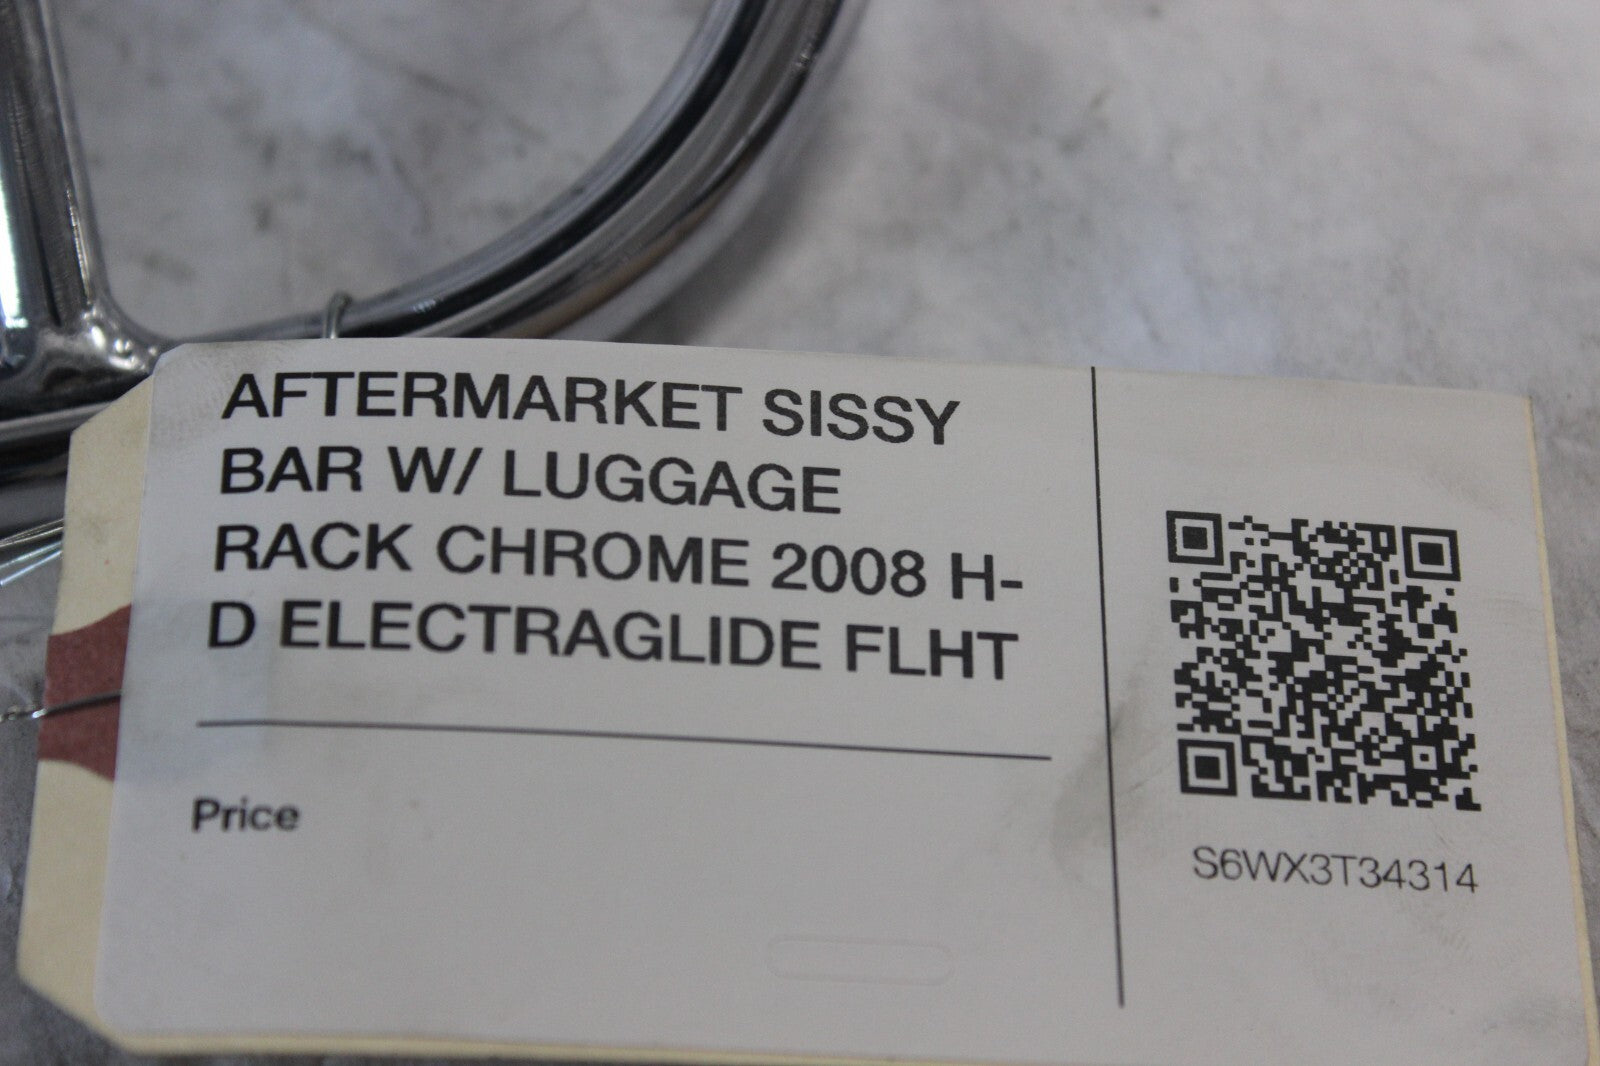 AFTERMARKET SISSY
BAR W/ LUGGAGE
RACK CHROME 2008 H-
D ELECTRAGLIDE FLHT
Price
S6WX3T34314